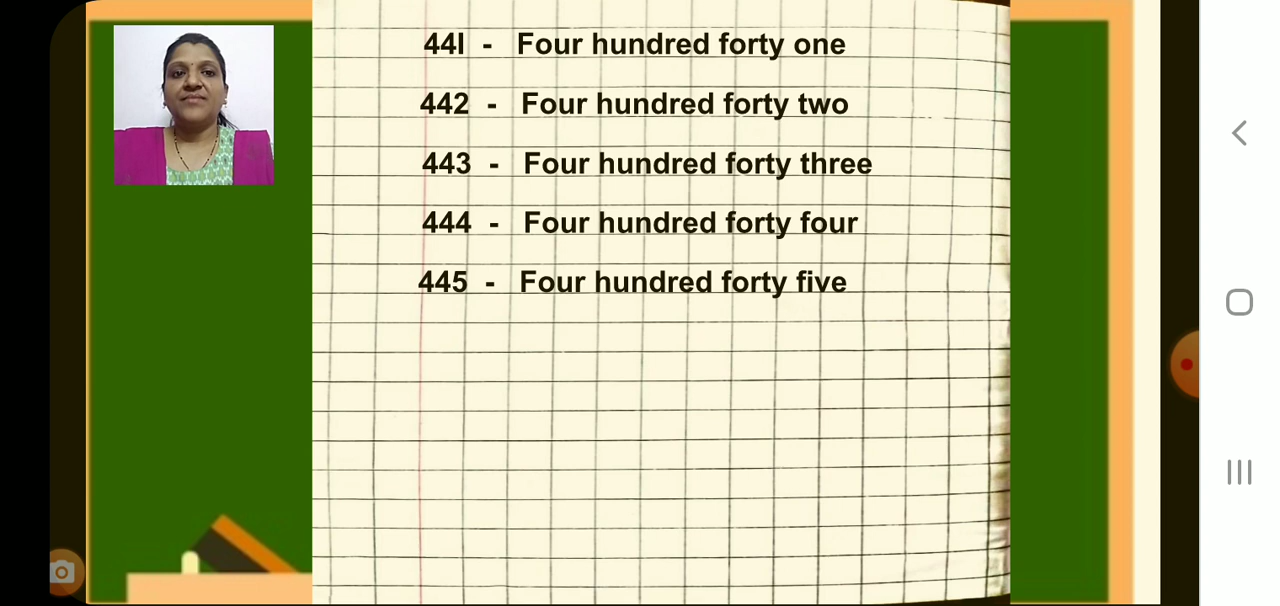 441 - Four hundred forty one
442 - Four hundred forty two
443 - Four hundred forty three
444 - Four hundred forty four
445 - Four hundred forty five